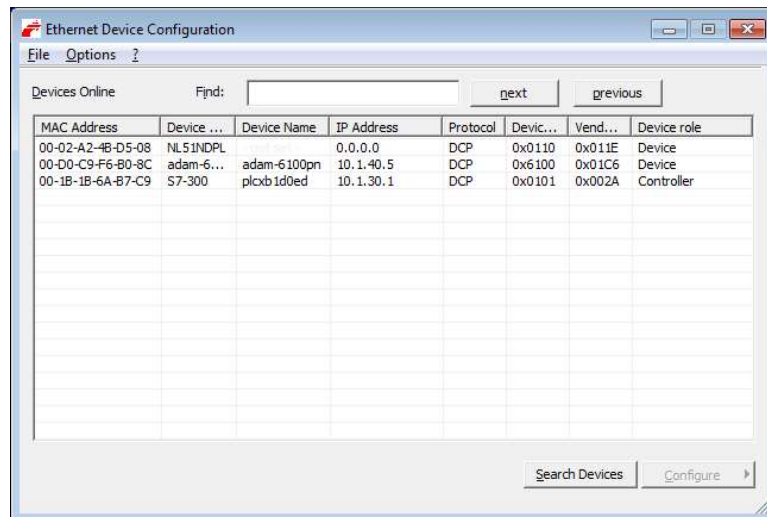 Ethernet Device Configuration
File Options ?
Devices Online Find: next previous
MAC Address Device ... Device Name IP Address Protocol Devic... Vend... Device role
00-02-A2-4B-D5-08 NL51NDPL - not set - 0.0.0.0 DCP 0x0110 0x011E Device
00-D0-C9-F6-B0-8C adam-6... adam-6100pn 10.1.40.5 DCP 0x6100 0x01C6 Device
00-1B-1B-6A-B7-C9 S7-300 plcxb1d0ed 10.1.30.1 DCP 0x0101 0x002A Controller
Search Devices Configure